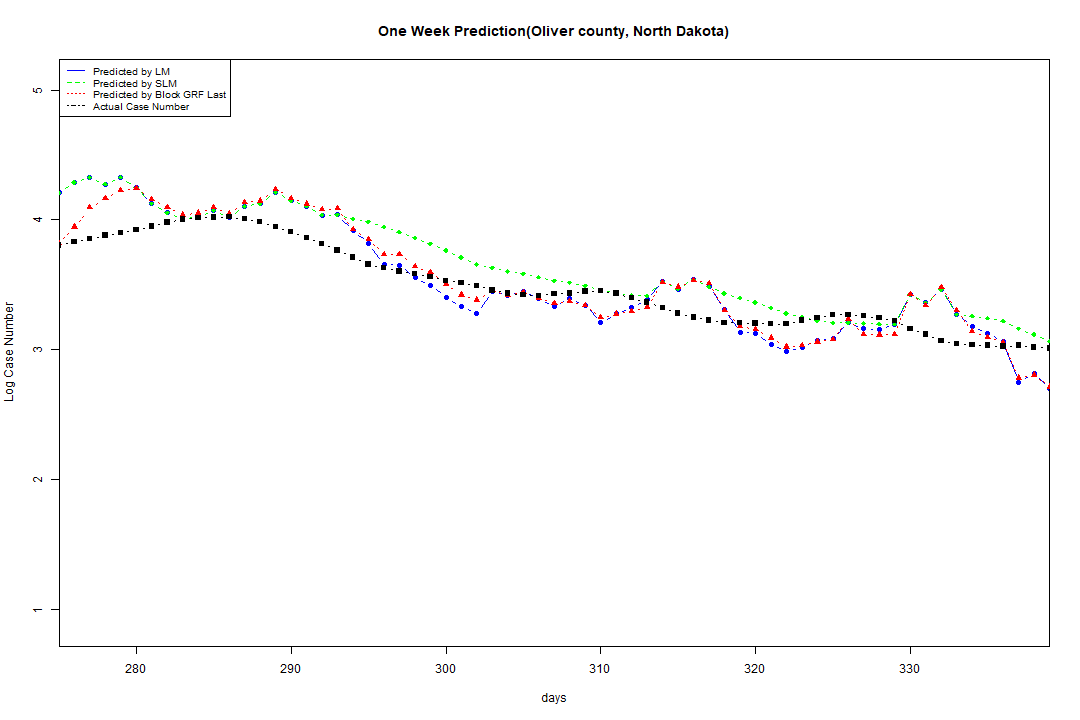 One Week Prediction(Oliver county, North Dakota)
Predicted by LM
Predicted by SLM
Predicted by Block GRF Last
Actual Case Number
5
4
3
2
1
Log Case Number
280 290 300 310 320 330
days